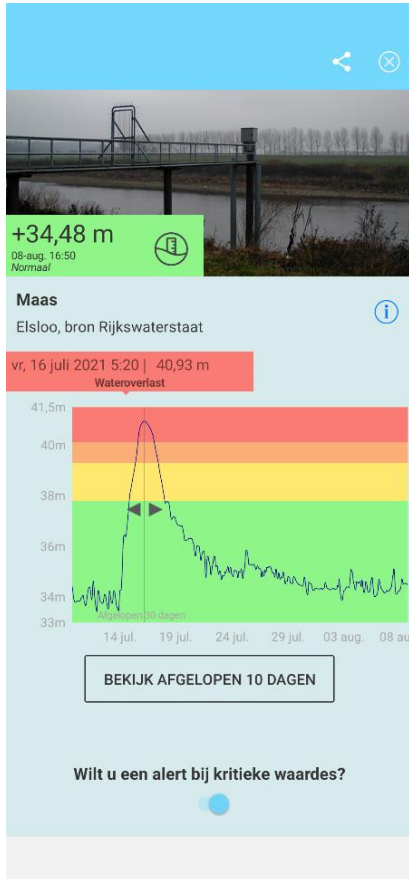 +34,48 m
08-aug. 16:50
Normaal
Maas
Elsloo, bron Rijkswaterstaat
vr, 16 juli 2021 5:20 | 40,93 m
Wateroverlast
41,5m
40m
38m
36m
34m
33m
Afgelopen 30 dagen
14 jul. 19 jul. 24 jul. 29 jul. 03 aug. 08 au
BEKIJK AFGELOPEN 10 DAGEN
Wilt u een alert bij kritieke waardes?